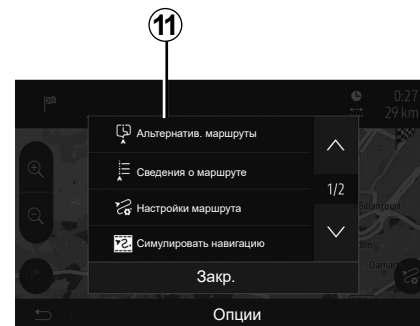 11
0:27
29 km
Альтернатив. маршруты
Сведения о маршруте
1/2
Настройки маршрута
Симулировать навигацию
Закр.
Опции